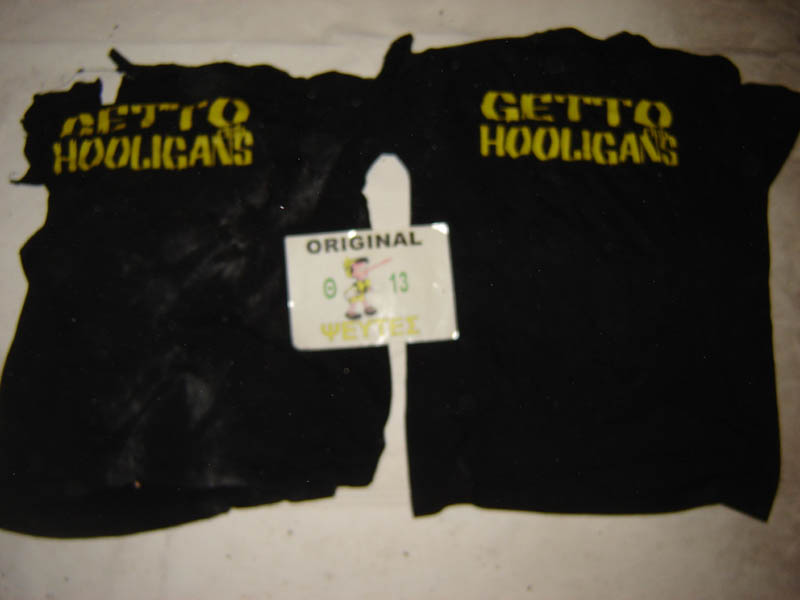 GETTO
HOOLIGANS
GETTO
HOOLIGANS
ORIGINAL
Θ 13
ΨΕΥΤΕΣ